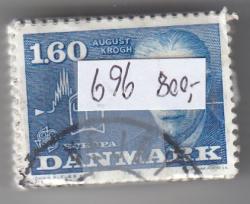 1.60
AUGUST
KROGH
696 800,-
EUROPA
DANMARK